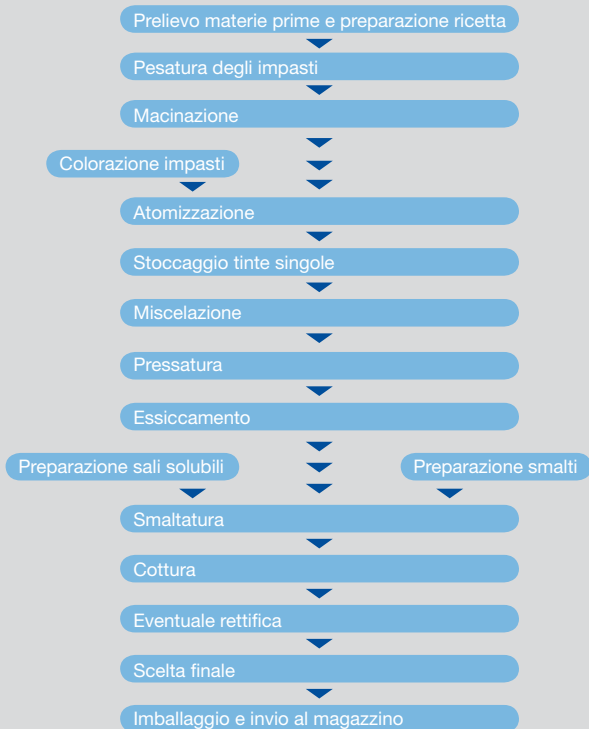 Prelievo materie prime e preparazione ricetta
Pesatura degli impasti
Macinazione
Colorazione impasti
Atomizzazione
Stoccaggio tinte singole
Miscelazione
Pressatura
Essiccamento
Preparazione sali solubili
Preparazione smalti
Smaltatura
Cottura
Eventuale rettifica
Scelta finale
Imballaggio e invio al magazzino